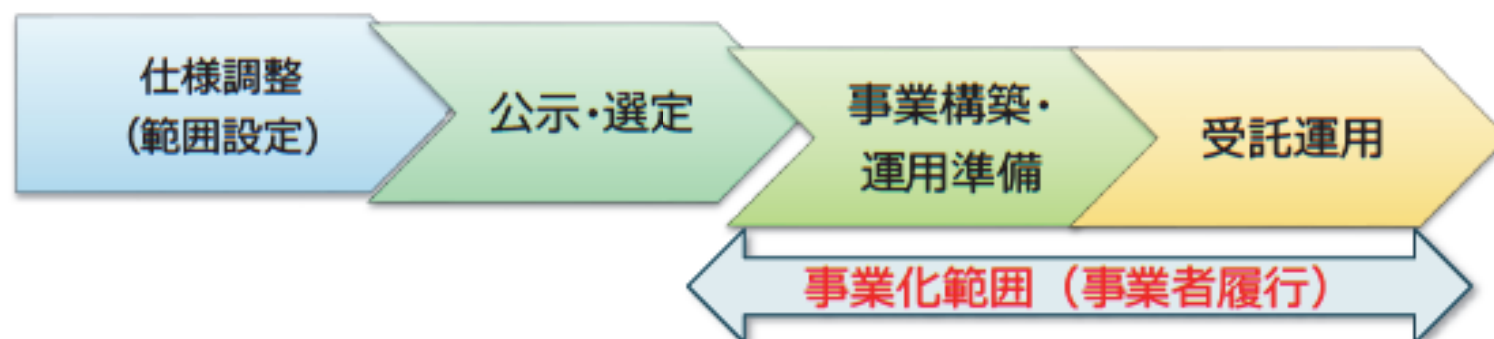 仕様調整
（範囲設定）
公示・選定
事業構築・
運用準備
受託運用
事業化範囲（事業者履行）